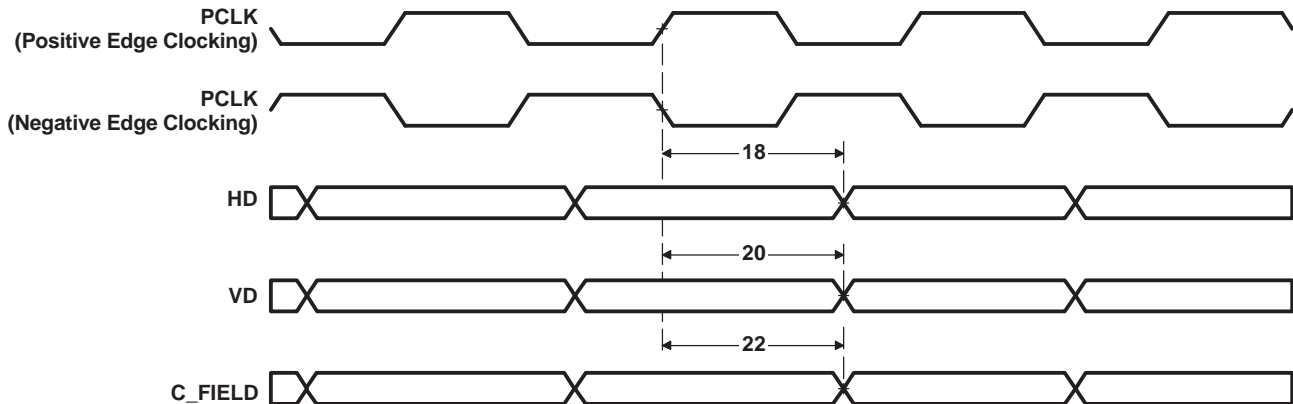 PCLK
(Positive Edge Clocking)
PCLK
(Negative Edge Clocking)
18
HD
20
VD
22
C_FIELD